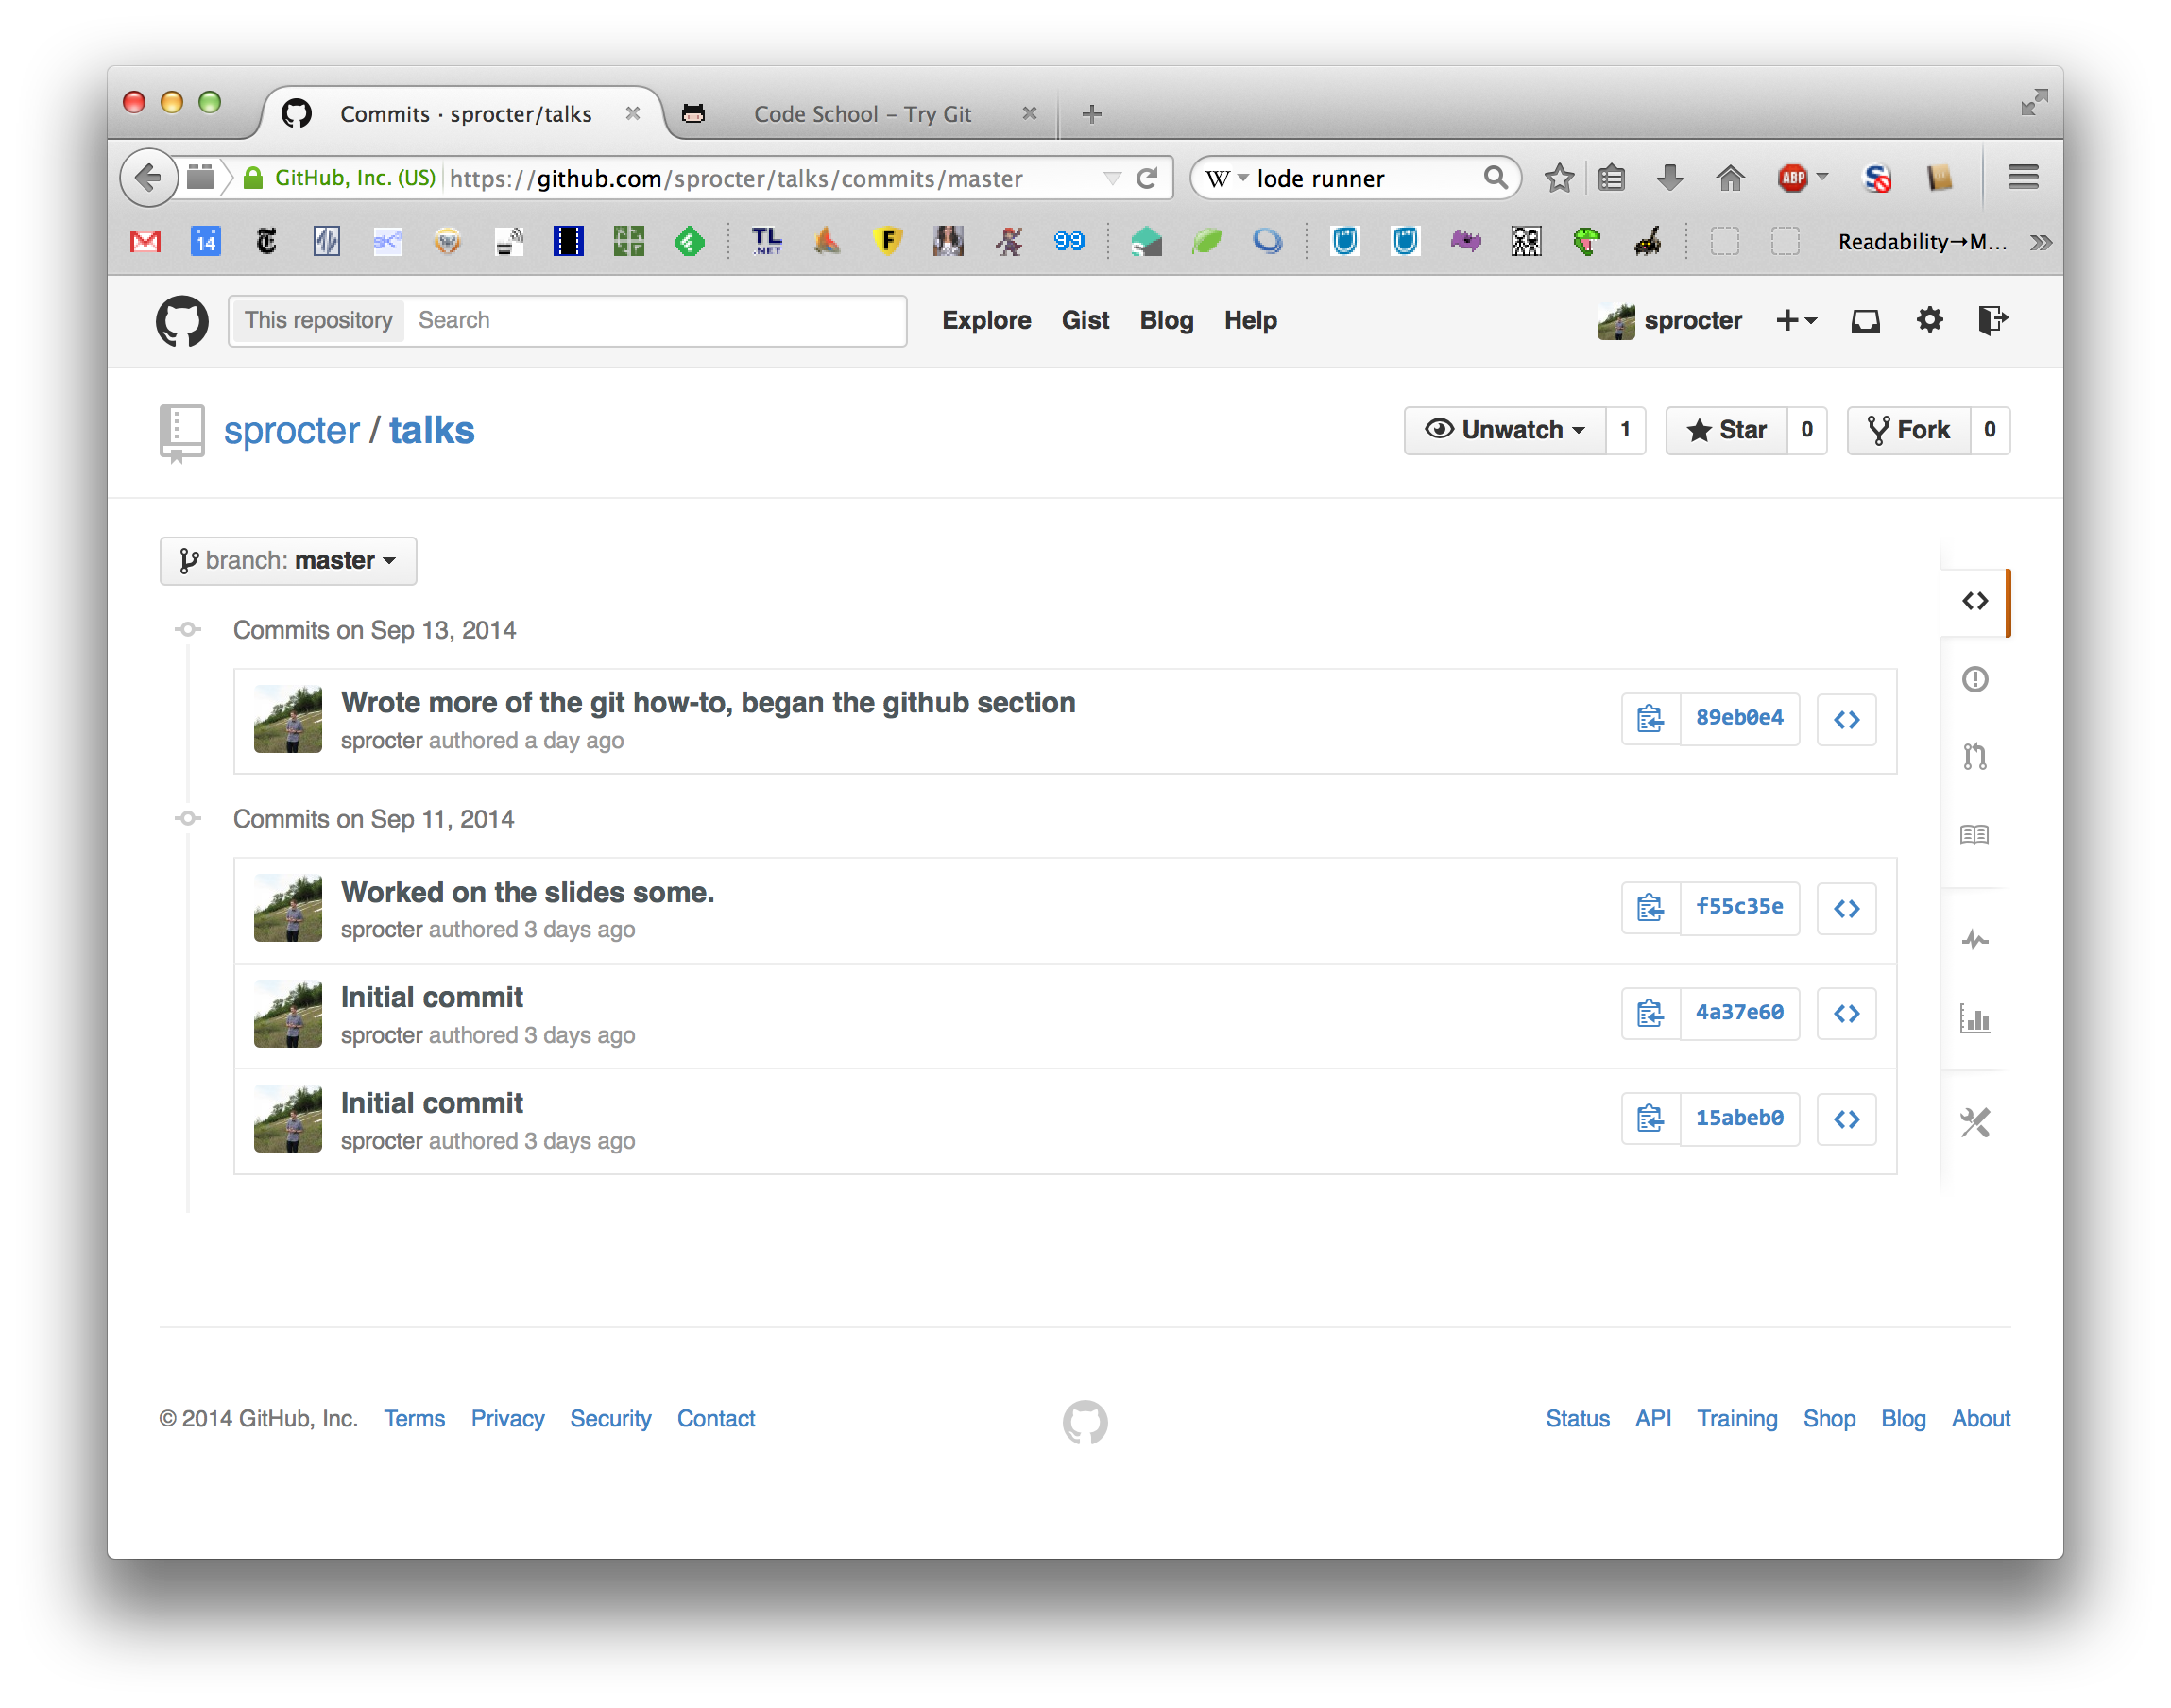 Commits · sprocter/talks
Code School – Try Git
GitHub, Inc. (US) https://github.com/sprocter/talks/commits/master
W lode runner
ABP
14
sK³
TL .NET
F
99
Readability→M...
This repository Search
Explore Gist Blog Help
sprocter
sprocter / talks
Unwatch 1
Star 0
Fork 0
branch: master
Commits on Sep 13, 2014
Wrote more of the git how-to, began the github section
sprocter authored a day ago
89eb0e4
Commits on Sep 11, 2014
Worked on the slides some.
sprocter authored 3 days ago
f55c35e
Initial commit
sprocter authored 3 days ago
4a37e60
Initial commit
sprocter authored 3 days ago
15abeb0
© 2014 GitHub, Inc. Terms Privacy Security Contact
Status API Training Shop Blog About